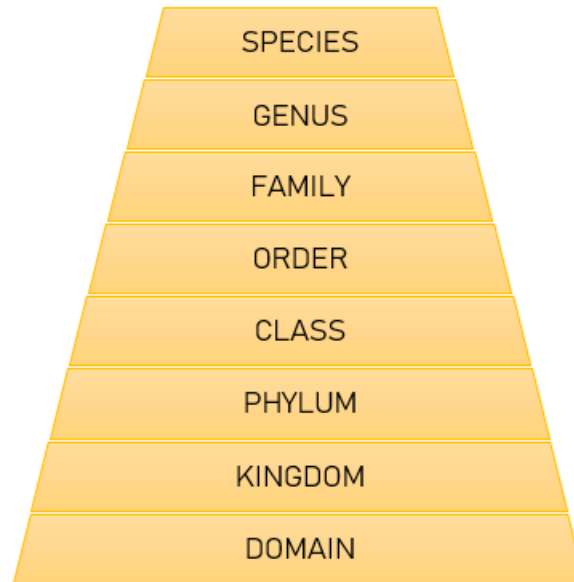 SPECIES
GENUS
FAMILY
ORDER
CLASS
PHYLUM
KINGDOM
DOMAIN